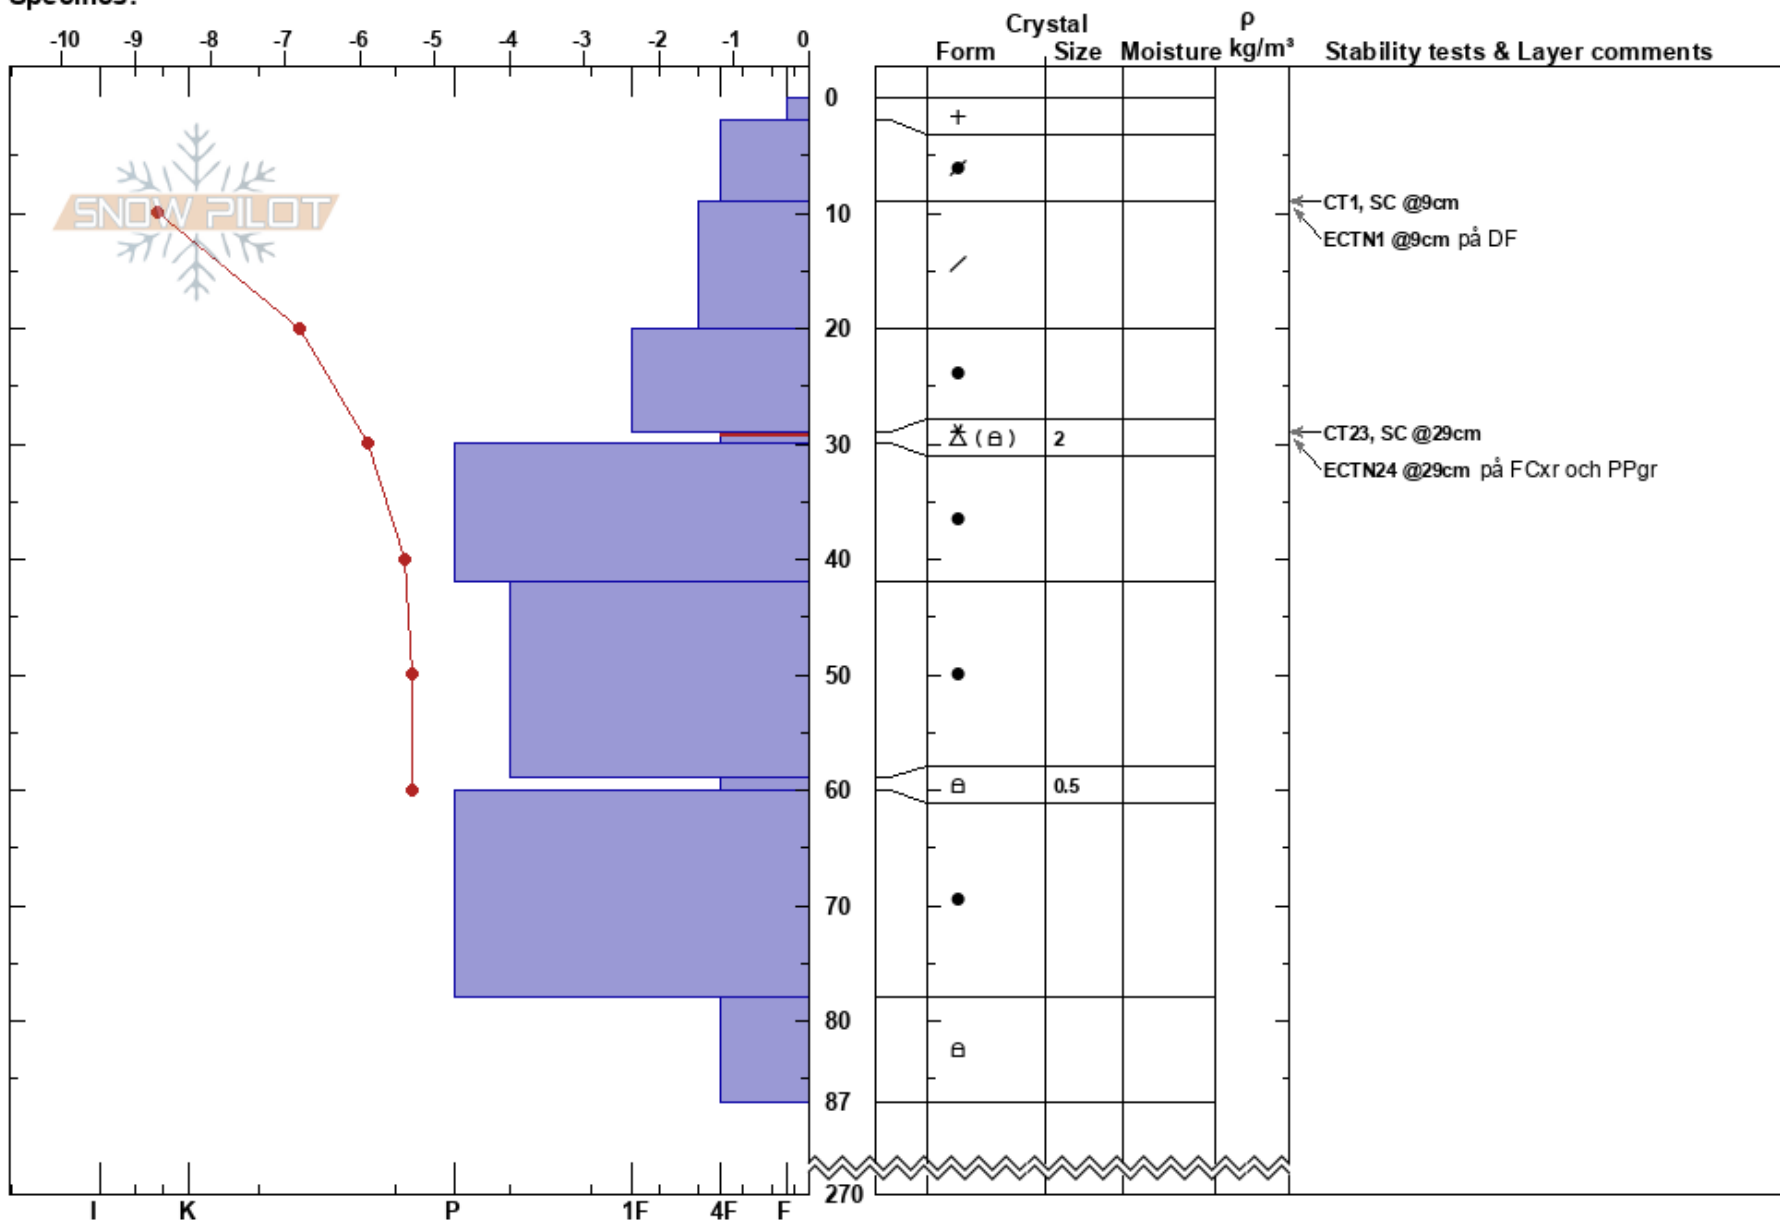 Specifics:
-10 -9 -8 -7 -6 -5 -4 -3 -2 -1 0
Crystal ρ
Form Size Moisture kg/m³ Stability tests & Layer comments
0
SNOW PILOT
CT1, SC @9cm
10
ECTN1 @9cm på DF
20
CT23, SC @29cm
30
2
ECTN24 @29cm på FCxr och PPgr
40
50
60
0.5
70
80
87
270
I K P 1F 4F F